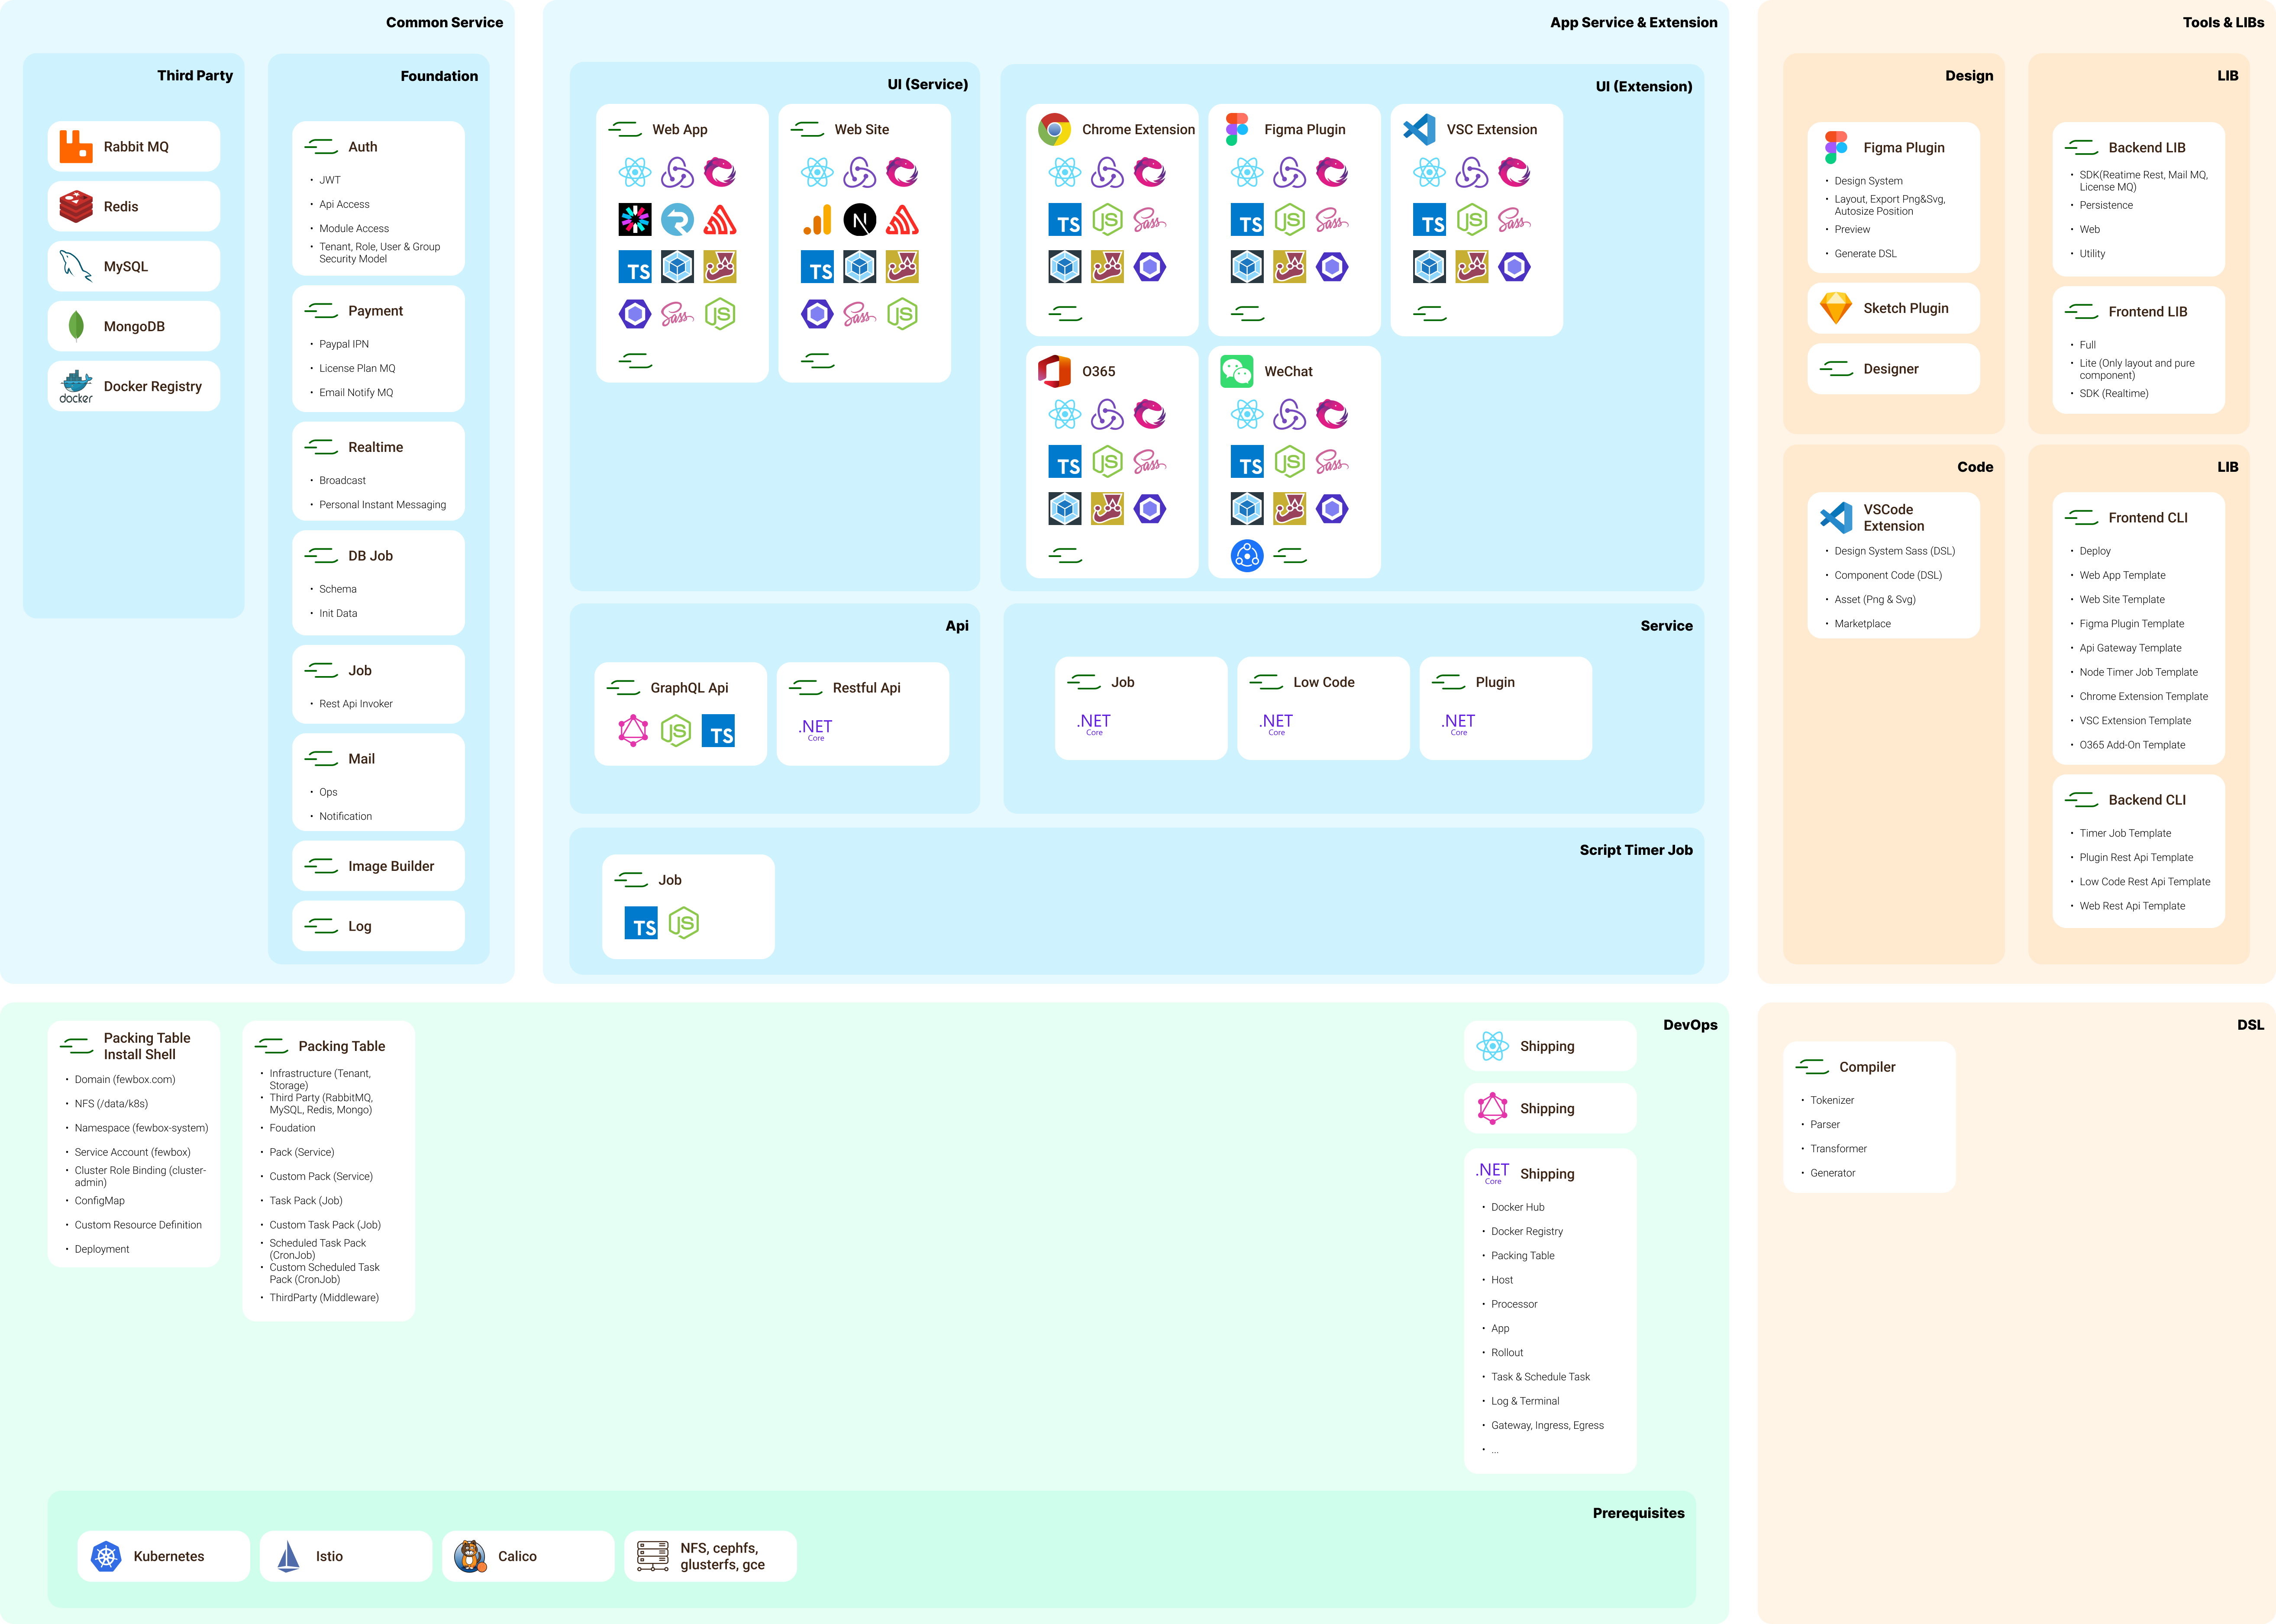 Common Service
Third Party
Rabbit MQ
Redis
MySQL
MongoDB
docker
Docker Registry
Foundation
Auth
JWT
Api Access
Module Access
Tenant, Role, User & Group
Security Model
Payment
Paypal IPN
License Plan MQ
Email Notify MQ
Realtime
Broadcast
Personal Instant Messaging
DB Job
Schema
Init Data
Job
Rest Api Invoker
Mail
Ops
Notification
Image Builder
Log
App Service & Extension
UI (Service)
Web App
TS
Sass
JS
Web Site
N
TS
Sass
JS
UI (Extension)
Chrome Extension
TS
JS
Sass
Figma Plugin
TS
JS
Sass
VSC Extension
TS
JS
Sass
O365
TS
JS
Sass
WeChat
TS
JS
Sass
Api
GraphQL Api
JS
TS
Restful Api
.NET
Core
Service
Job
.NET
Core
Low Code
.NET
Core
Plugin
.NET
Core
Script Timer Job
Job
TS
JS
Tools & LIBs
Design
Figma Plugin
Design System
Layout, Export Png&Svg,
Autosize Position
Preview
Generate DSL
Sketch Plugin
Designer
LIB
Backend LIB
SDK(Reatime Rest, Mail MQ,
License MQ)
Persistence
Web
Utility
Frontend LIB
Full
Lite (Only layout and pure
component)
SDK (Realtime)
Code
VSCode
Extension
Design System Sass (DSL)
Component Code (DSL)
Asset (Png & Svg)
Marketplace
LIB
Frontend CLI
Deploy
Web App Template
Web Site Template
Figma Plugin Template
Api Gateway Template
Node Timer Job Template
Chrome Extension Template
VSC Extension Template
O365 Add-On Template
Backend CLI
Timer Job Template
Plugin Rest Api Template
Low Code Rest Api Template
Web Rest Api Template
DevOps
Packing Table
Install Shell
Domain (fewbox.com)
NFS (/data/k8s)
Namespace (fewbox-system)
Service Account (fewbox)
Cluster Role Binding (cluster-
admin)
ConfigMap
Custom Resource Definition
Deployment
Packing Table
Infrastructure (Tenant,
Storage)
Third Party (RabbitMQ,
MySQL, Redis, Mongo)
Foudation
Pack (Service)
Custom Pack (Service)
Task Pack (Job)
Custom Task Pack (Job)
Scheduled Task Pack
(CronJob)
Custom Scheduled Task
Pack (CronJob)
ThirdParty (Middleware)
Shipping
Shipping
.NET
Core
Shipping
Docker Hub
Docker Registry
Packing Table
Host
Processor
App
Rollout
Task & Schedule Task
Log & Terminal
Gateway, Ingress, Egress
...
Prerequisites
Kubernetes
Istio
Calico
NFS, cephfs,
glusterfs, gce
DSL
Compiler
Tokenizer
Parser
Transformer
Generator